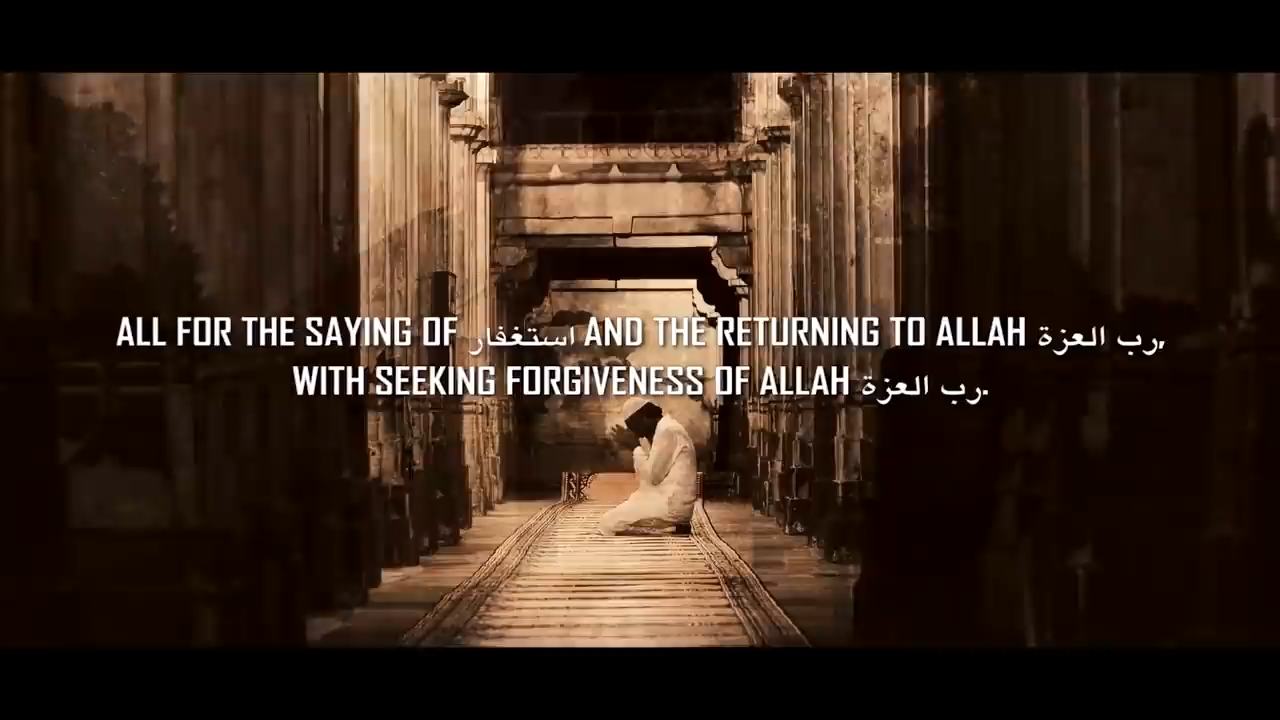 ALL FOR THE SAYING OF استغفار AND THE RETURNING TO ALLAH رب العزة,
WITH SEEKING FORGIVENESS OF ALLAH رب العزة.